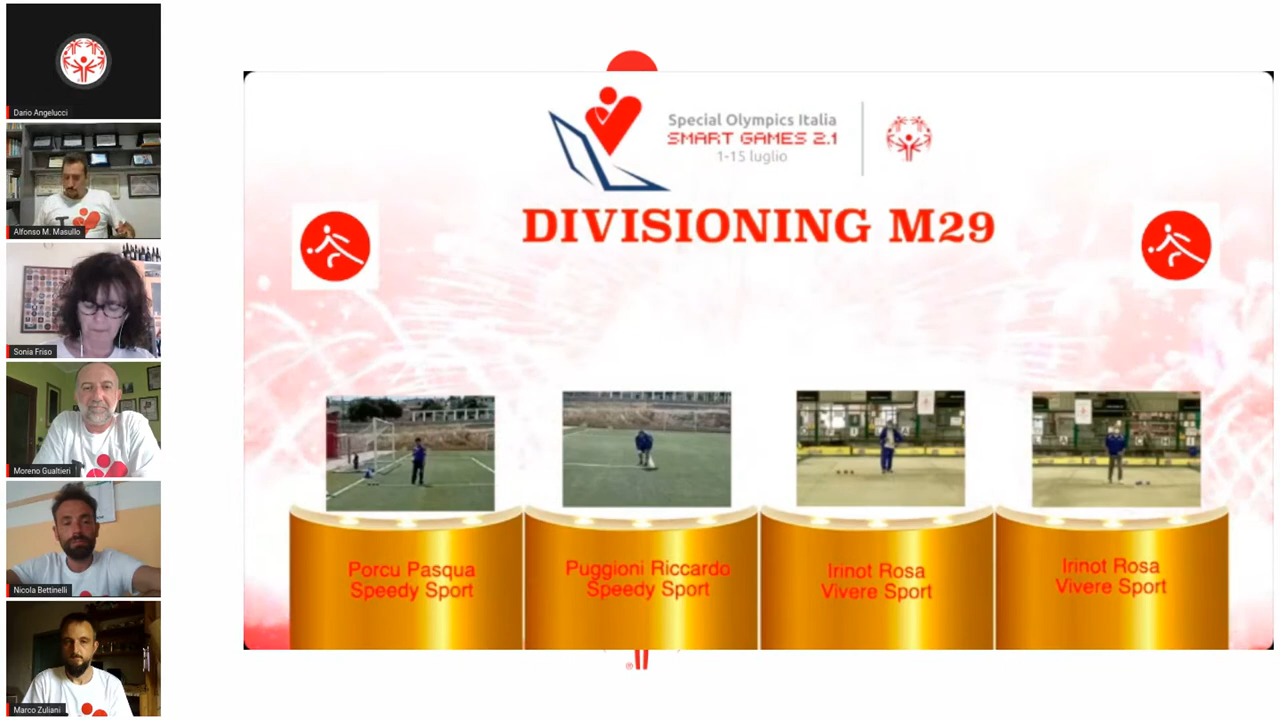 Dario Angelucci
Alfonso M. Masullo
Sonia Friso
Moreno Gualtieri
Nicola Bettinelli
Marco Zuliani
Special Olympics Italia
SMART GAMES 2.1
1-15 luglio
DIVISIONING M29
Porcu Pasqua
Speedy Sport
Puggioni Riccardo
Speedy Sport
Irinot Rosa
Vivere Sport
Irinot Rosa
Vivere Sport